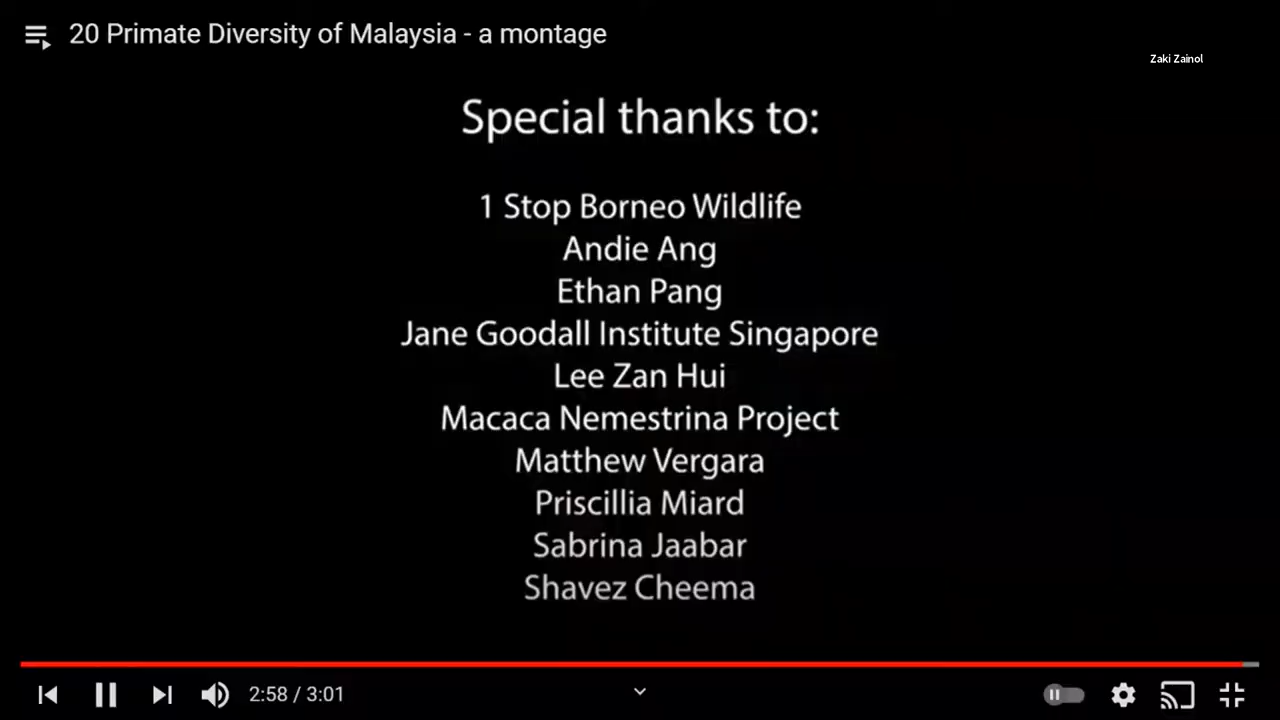 20 Primate Diversity of Malaysia - a montage
Zaki Zainol
Special thanks to:
1 Stop Borneo Wildlife
Andie Ang
Ethan Pang
Jane Goodall Institute Singapore
Lee Zan Hui
Macaca Nemestrina Project
Matthew Vergara
Priscillia Miard
Sabrina Jaabar
Shavez Cheema
2:58 / 3:01